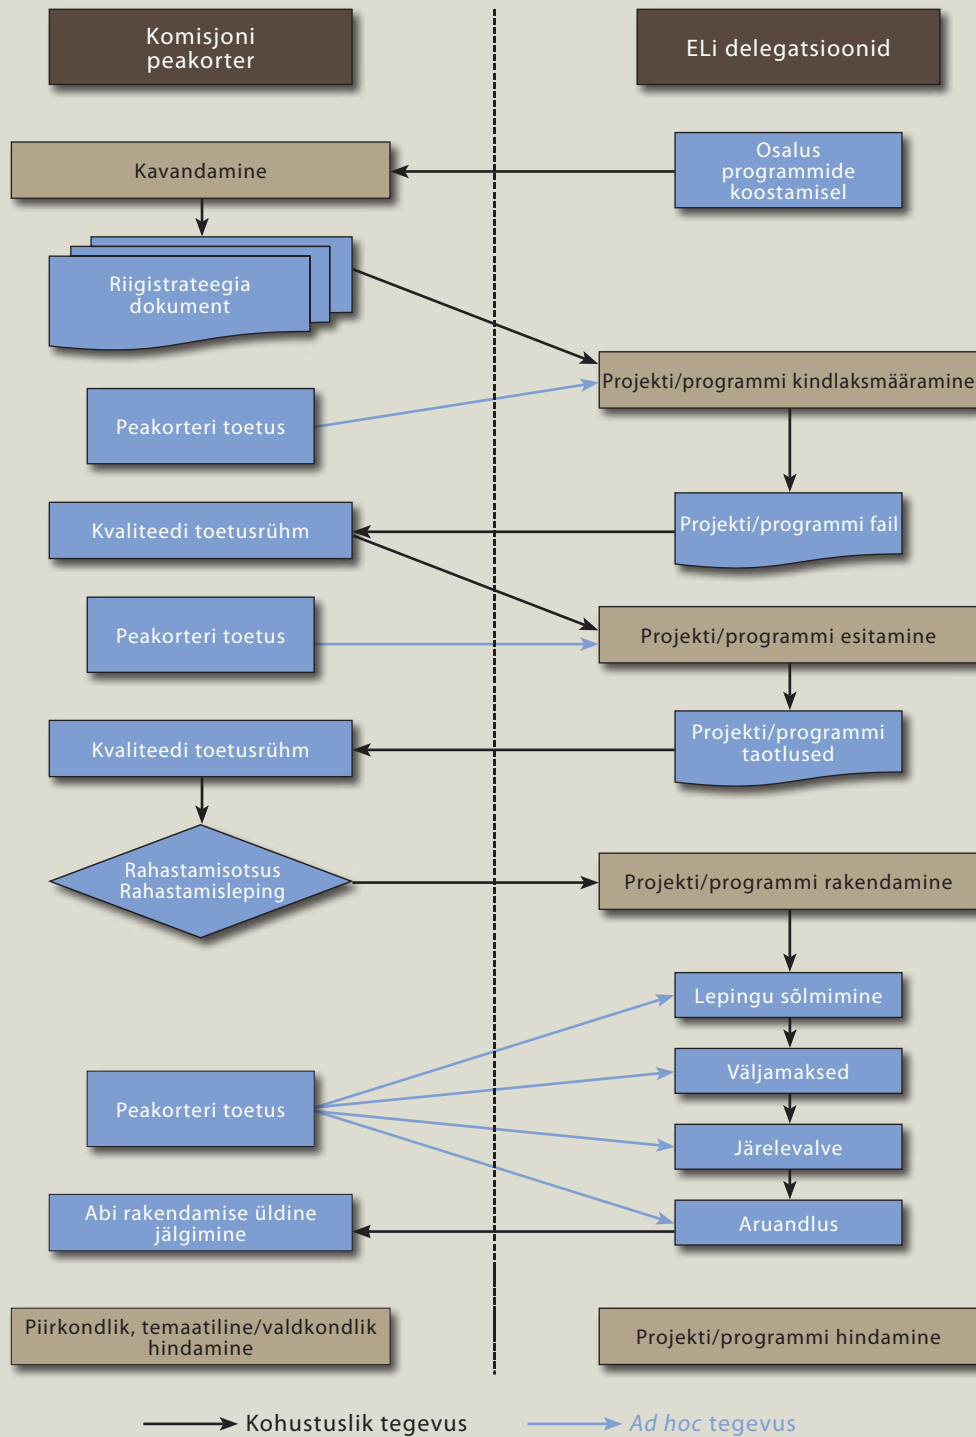 Komisjoni
peakorter
ELi delegatsioonid
Kavandamine
Osalus
programmide
koostamisel
Riigistrateegia
dokument
Projekti/programmi kindlaksmääramine
Peakorteri toetus
Kvaliteedi toetusrühm
Projekti/programmi fail
Peakorteri toetus
Projekti/programmi esitamine
Kvaliteedi toetusrühm
Projekti/programmi
taotlused
Rahastamisotsus
Rahastamisleping
Projekti/programmi rakendamine
Lepingu sõlmimine
Väljamaksed
Peakorteri toetus
Järelevalve
Abi rakendamise üldine
jälgimine
Aruandlus
Piirkondlik, temaatiline/valdkondlik
hindamine
Projekti/programmi hindamine
Kohustuslik tegevus
Ad hoc tegevus